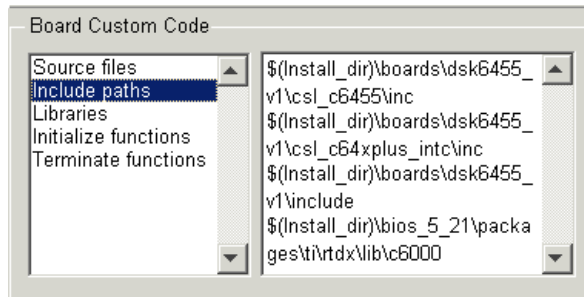 Board Custom Code
Source files
Include paths
Libraries
Initialize functions
Terminate functions
$(Install_dir)\boards\dsk6455_
v1\csl_c6455\inc
$(Install_dir)\boards\dsk6455_
v1\csl_c64xplus_intc\inc
$(Install_dir)\boards\dsk6455_
v1\include
$(Install_dir)\bios_5_21\packa
ges\ti\rtdx\lib\c6000